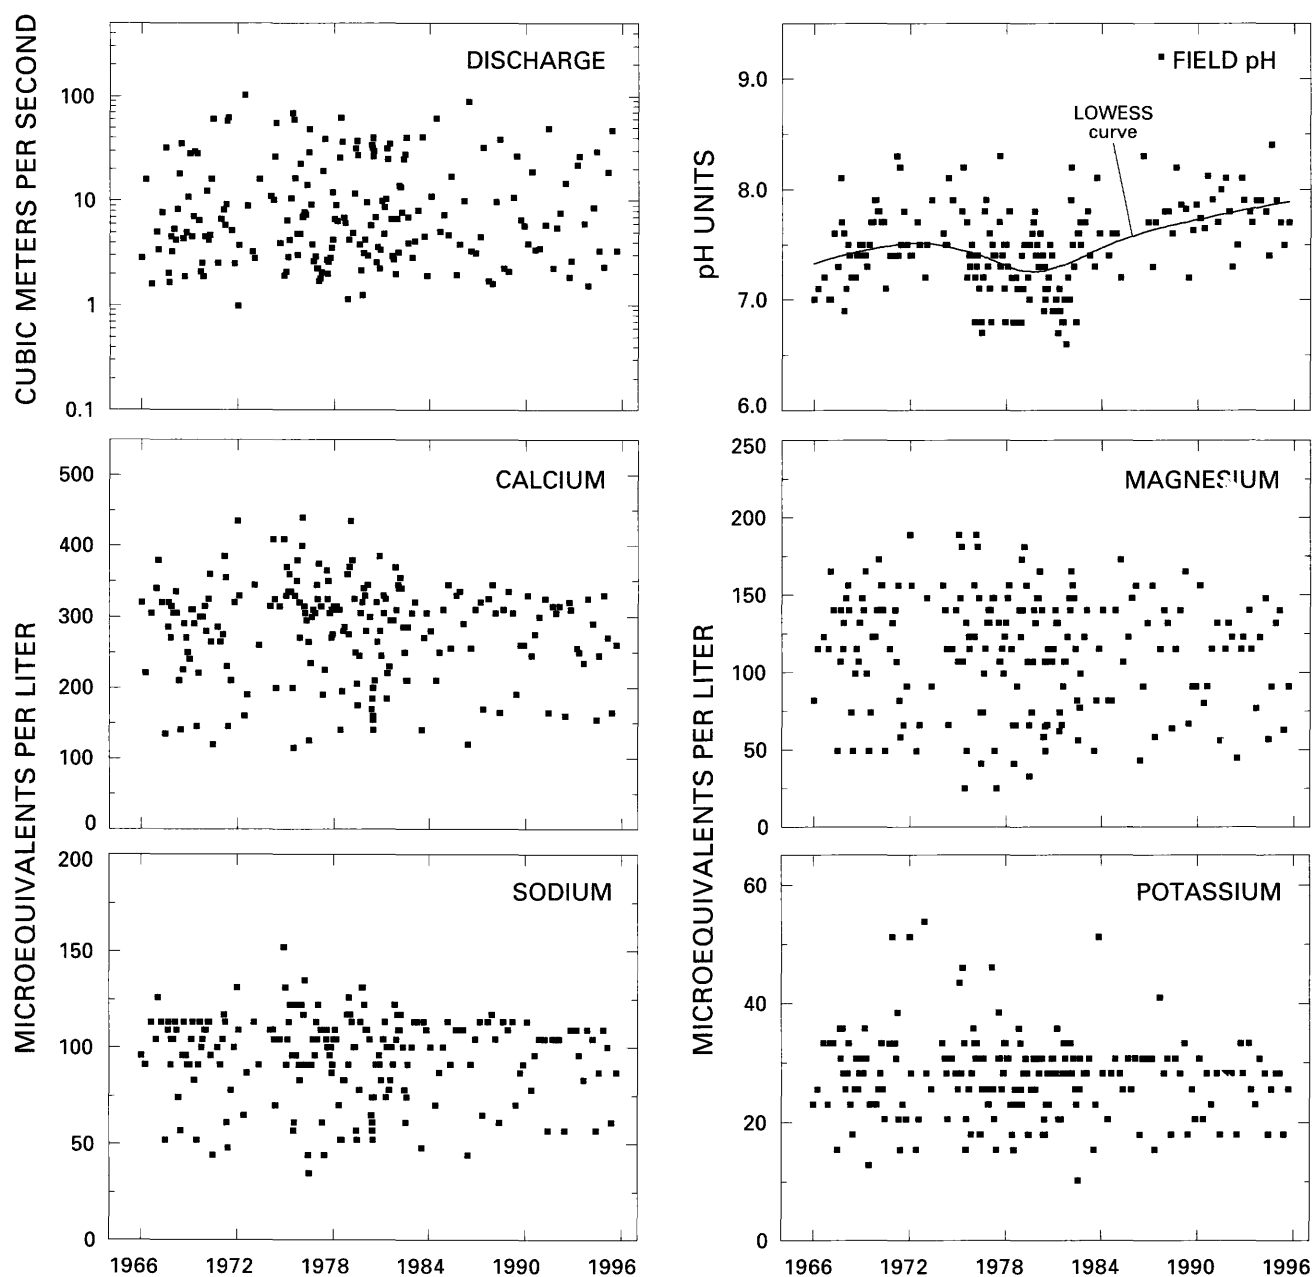 CUBIC METERS PER SECOND
DISCHARGE
100
10
1
0.1
pH UNITS
FIELD pH
LOWESS
curve
9.0
8.0
7.0
6.0
MICROEQUIVALENTS PER LITER
CALCIUM
500
400
300
200
100
0
MICROEQUIVALENTS PER LITER
MAGNESIUM
250
200
150
100
50
0
SODIUM
200
150
100
50
0
1966 1972 1978 1984 1990 1996
POTASSIUM
60
40
20
0
1966 1972 1978 1984 1990 1996